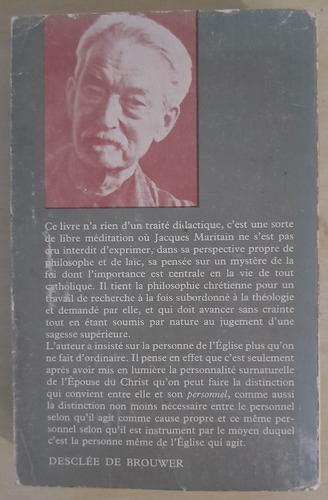 Ce livre n'a rien d'un traité didactique, c'est une sorte
de libre méditation où Jacques Maritain ne s'est pas
cru interdit d'exprimer, dans sa perspective propre de
philosophe et de laïc, sa pensée sur un mystère de la
foi dont l'importance est centrale en la vie de tout
catholique. Il tient la philosophie chrétienne pour un
travail de recherche à la fois subordonné à la théologie
et demandé par elle, et qui doit avancer sans crainte
tout en étant soumis par nature au jugement d'une
sagesse supérieure.
L'auteur a insisté sur la personne de l'Église plus qu'on
ne fait d'ordinaire. Il pense en effet que c'est seulement
après avoir mis en lumière la personnalité surnaturelle
de l'Épouse du Christ qu'on peut faire la distinction
qui convient entre elle et son personnel, comme aussi
la distinction non moins nécessaire entre le personnel
selon qu'il agit comme cause propre et ce même per-
sonnel selon qu'il est instrument par le moyen duquel
c'est la personne même de l'Église qui agit.
DESCLÉE DE BROUWER